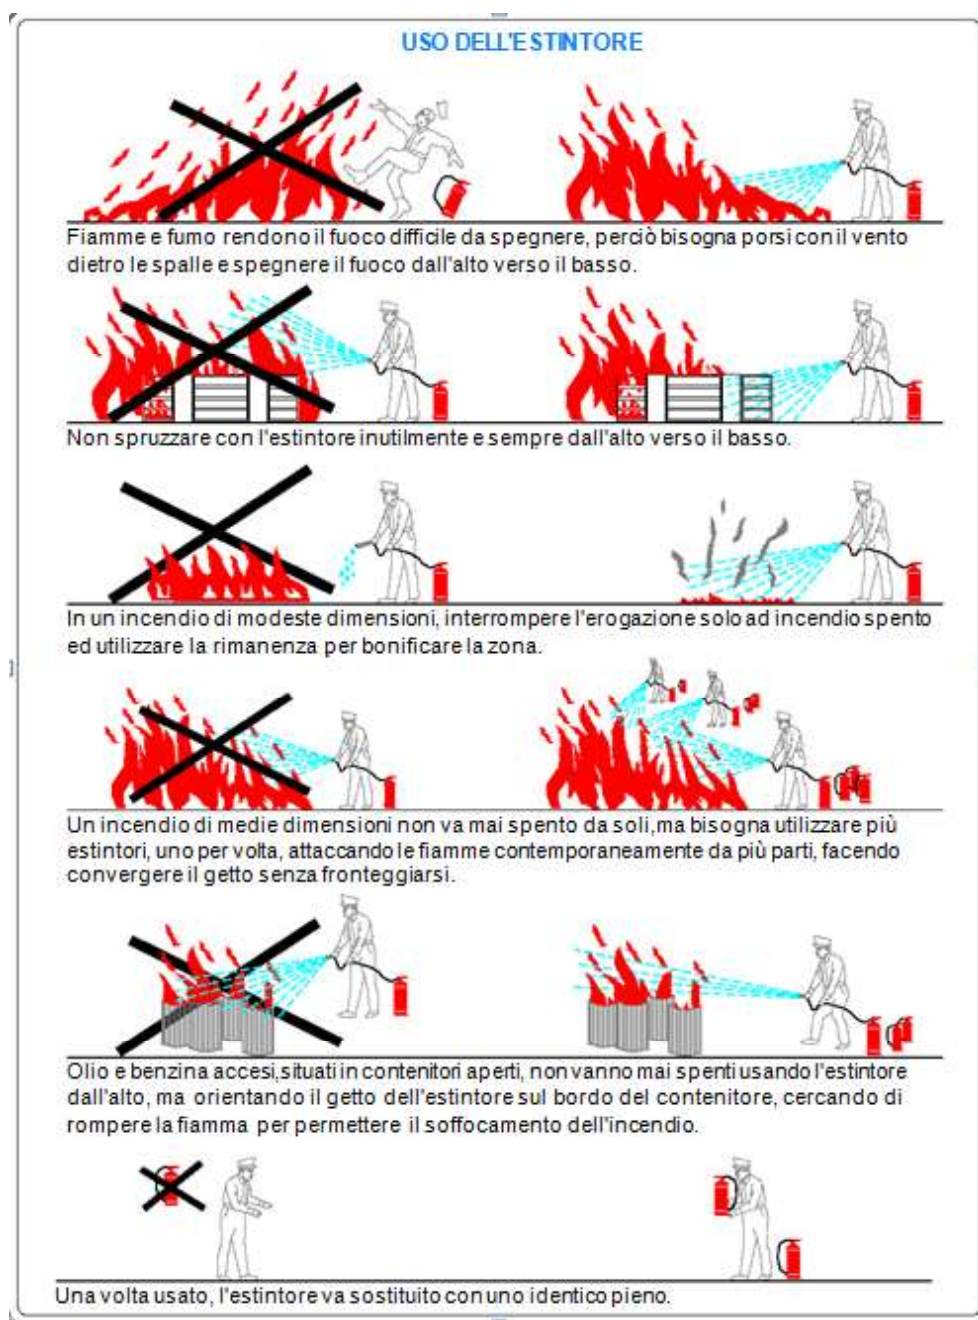 USO DELL'ESTINTORE
Fiamme e fumo rendono il fuoco difficile da spegnere, perciò bisogna porsi con il vento
dietro le spalle e spegnere il fuoco dall'alto verso il basso.
Non spruzzare con l'estintore inutilmente e sempre dall'alto verso il basso.
In un incendio di modeste dimensioni, interrompere l'erogazione solo ad incendio spento
ed utilizzare la rimanenza per bonificare la zona.
Un incendio di medie dimensioni non va mai spento da soli, ma bisogna utilizzare più
estintori, uno per volta, attaccando le fiamme contemporaneamente da più parti, facendo
convergere il getto senza fronteggiarsi.
Olio e benzina accesi, situati in contenitori aperti, non vanno mai spenti usando l'estintore
dall'alto, ma orientando il getto dell'estintore sul bordo del contenitore, cercando di
rompere la fiamma per permettere il soffocamento dell'incendio.
Una volta usato, l'estintore va sostituito con uno identico pieno.